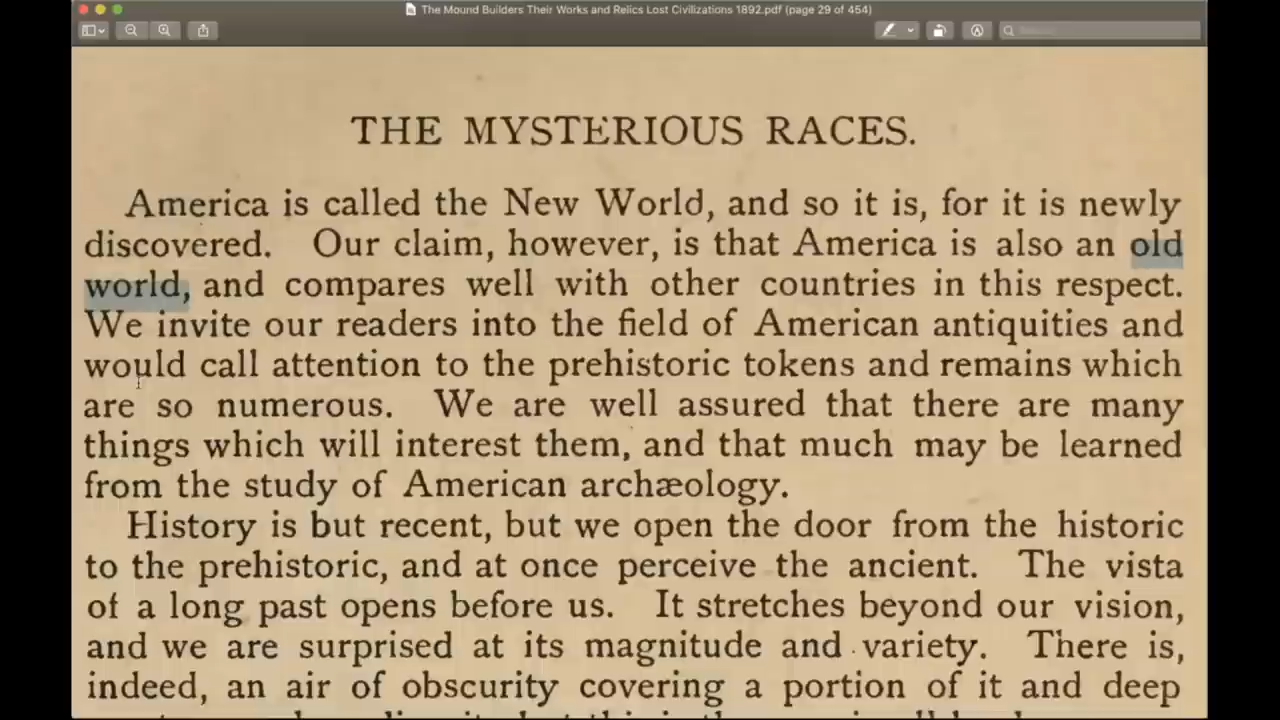 The Mound Builders Their Works and Relics Lost Civilizations 1892.pdf (page 29 of 454)
THE MYSTERIOUS RACES.
America is called the New World, and so it is, for it is newly
discovered. Our claim, however, is that America is also an old
world, and compares well with other countries in this respect.
We invite our readers into the field of American antiquities and
would call attention to the prehistoric tokens and remains which
are so numerous. We are well assured that there are many
things which will interest them, and that much may be learned
from the study of American archæology.
History is but recent, but we open the door from the historic
to the prehistoric, and at once perceive the ancient. The vista
of a long past opens before us. It stretches beyond our vision,
and we are surprised at its magnitude and variety. There is,
indeed, an air of obscurity covering a portion of it and deep